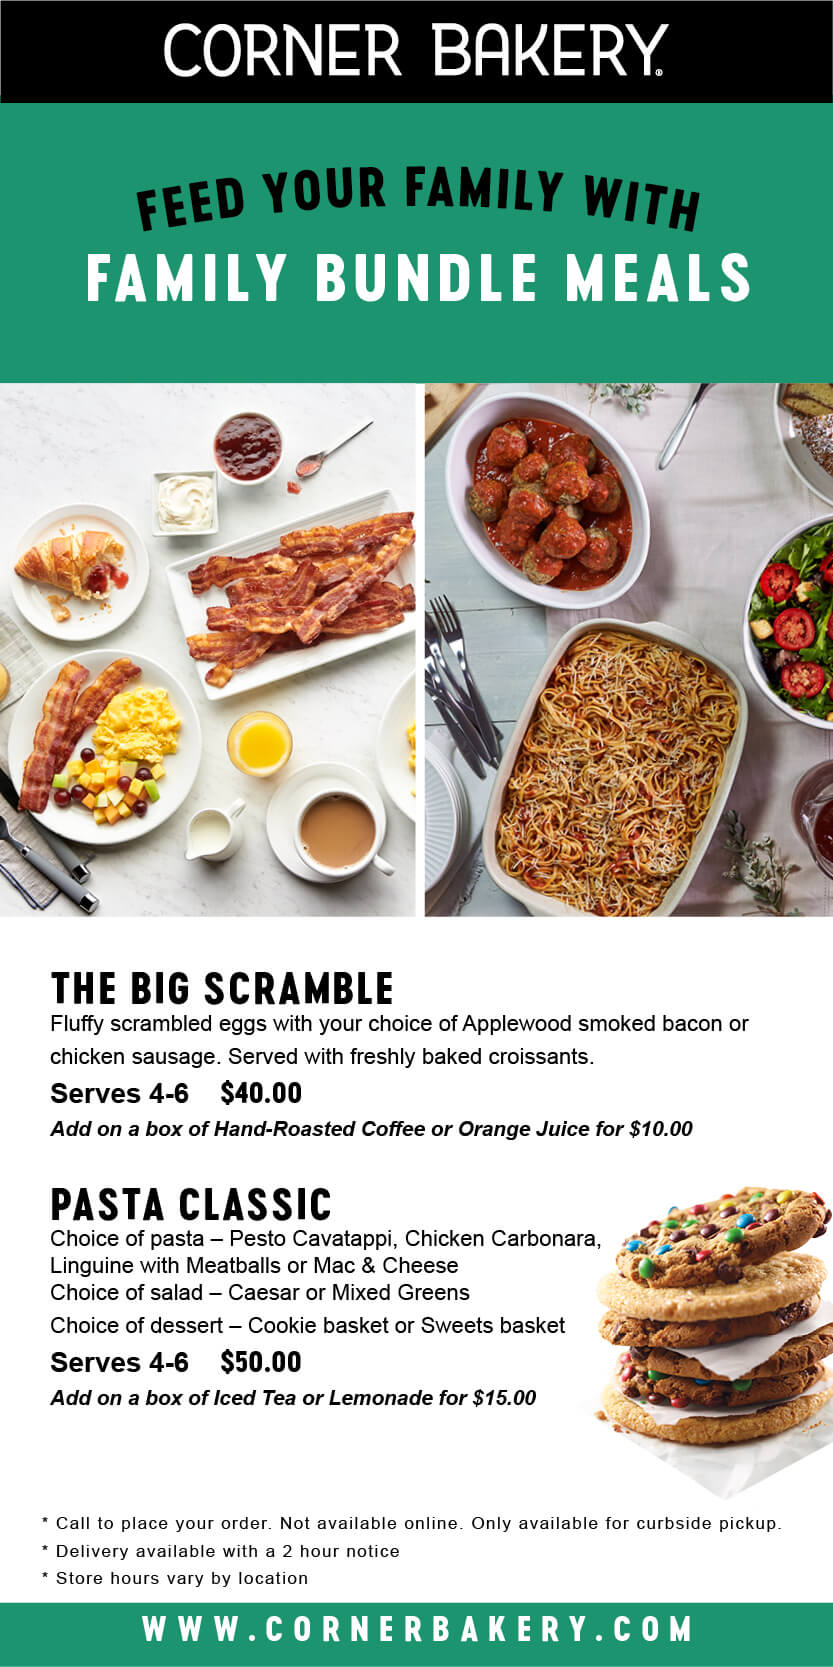 CORNER BAKERY®
FEED YOUR FAMILY WITH
FAMILY BUNDLE MEALS
THE BIG SCRAMBLE
Fluffy scrambled eggs with your choice of Applewood smoked bacon or
chicken sausage. Served with freshly baked croissants.
Serves 4-6 $40.00
Add on a box of Hand-Roasted Coffee or Orange Juice for $10.00
PASTA CLASSIC
Choice of pasta – Pesto Cavatappi, Chicken Carbonara,
Linguine with Meatballs or Mac & Cheese
Choice of salad – Caesar or Mixed Greens
Choice of dessert – Cookie basket or Sweets basket
Serves 4-6 $50.00
Add on a box of Iced Tea or Lemonade for $15.00
* Call to place your order. Not available online. Only available for curbside pickup.
* Delivery available with a 2 hour notice
* Store hours vary by location
WWW.CORNERBAKERY.COM